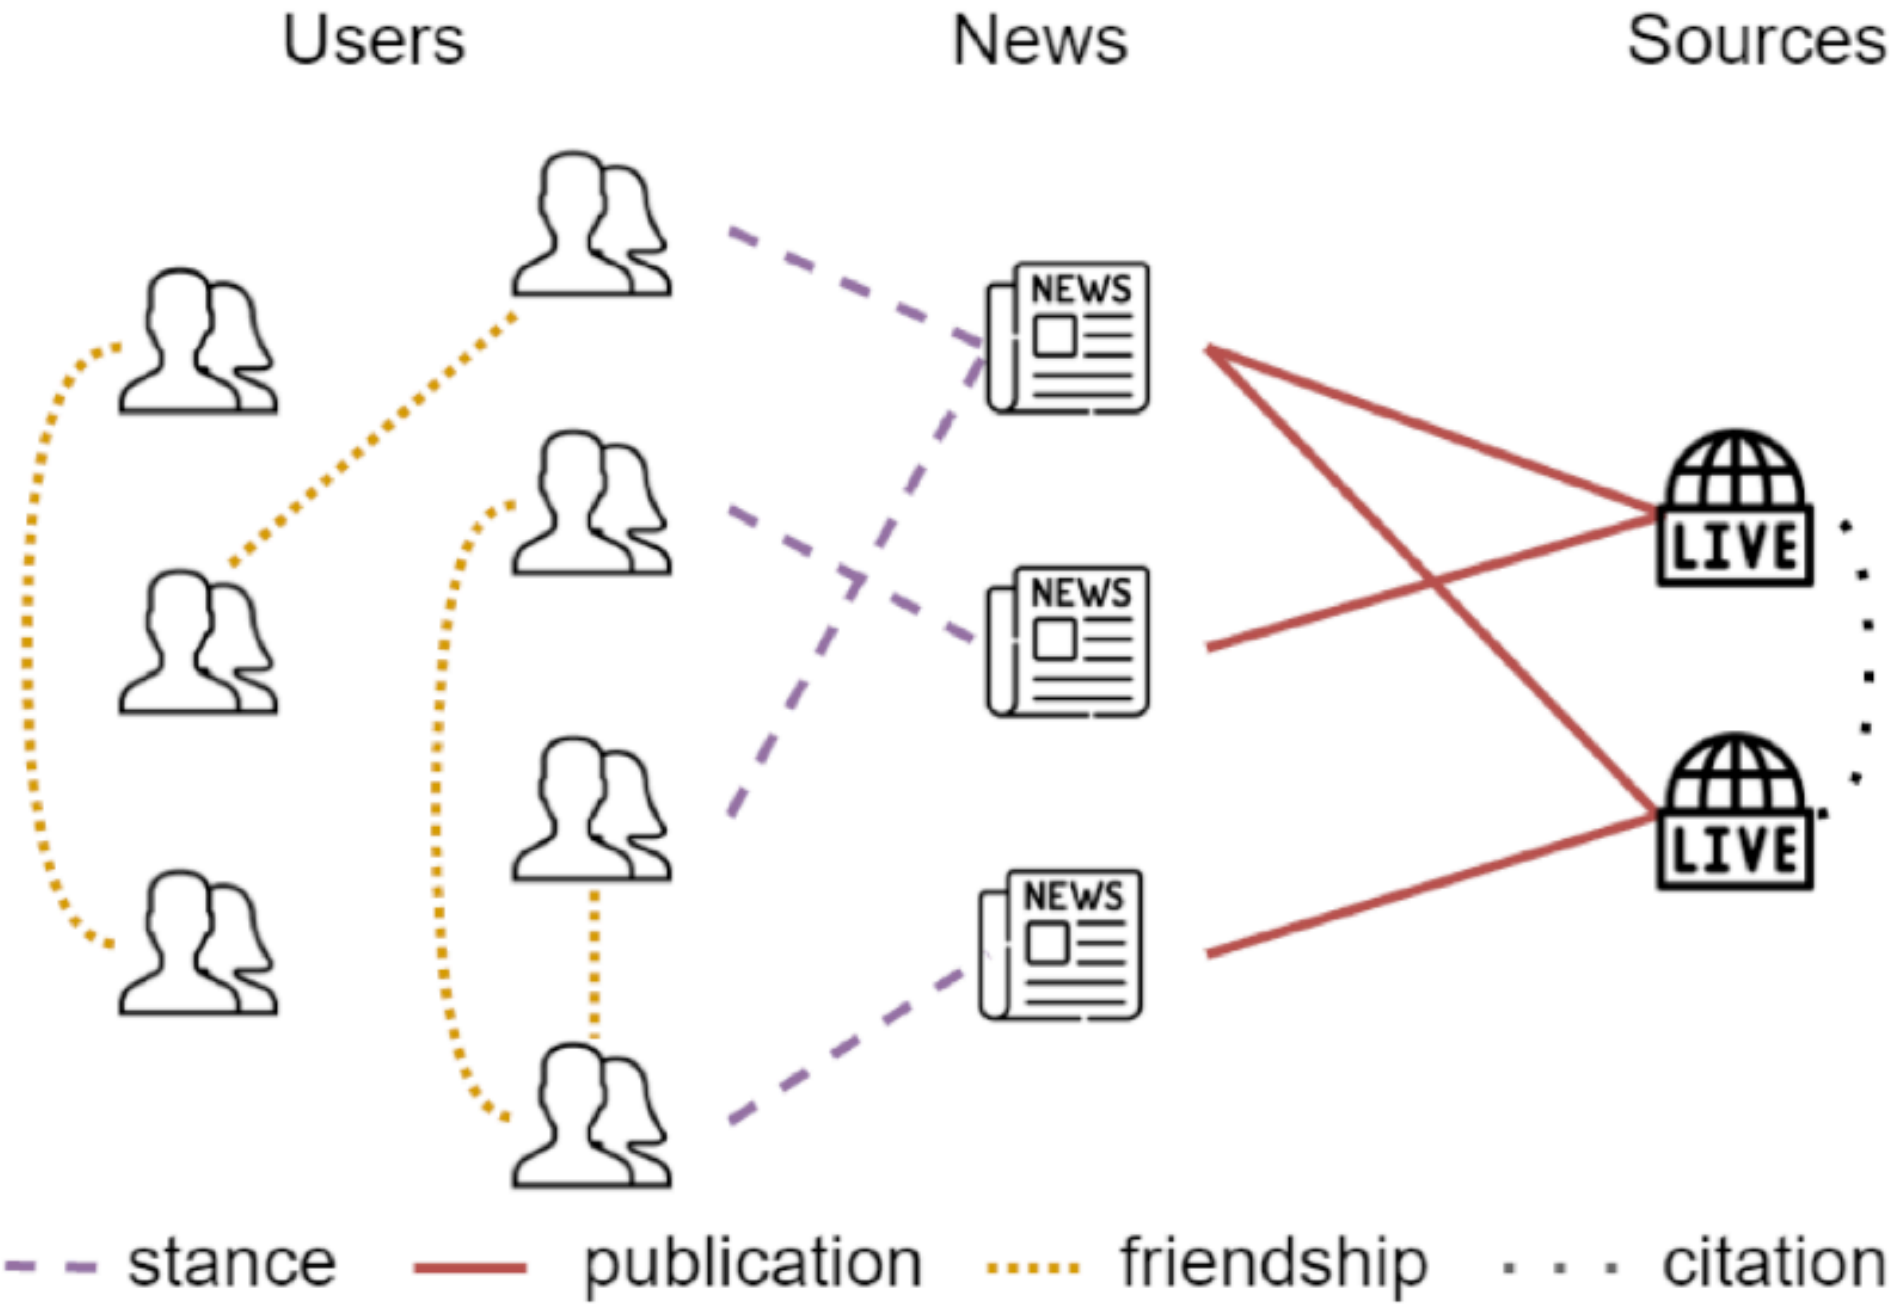 Users News Sources
NEWS
NEWS
LIVE
NEWS
LIVE
stance publication friendship citation